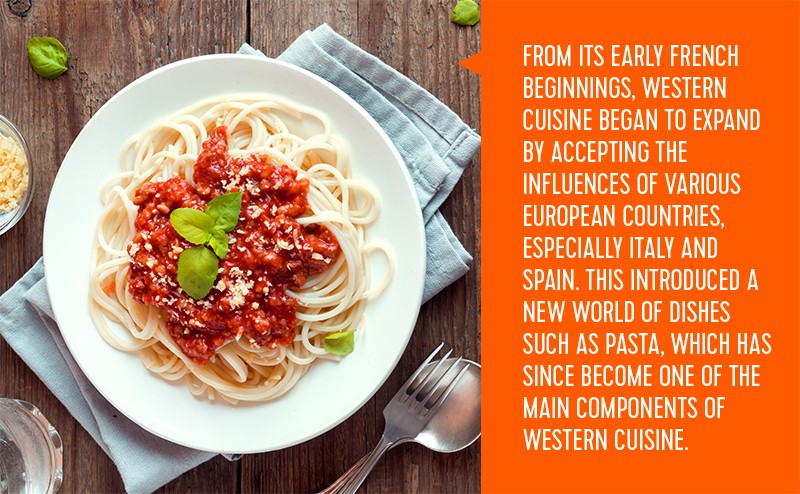 FROM ITS EARLY FRENCH
BEGINNINGS, WESTERN
CUISINE BEGAN TO EXPAND
BY ACCEPTING THE
INFLUENCES OF VARIOUS
EUROPEAN COUNTRIES,
ESPECIALLY ITALY AND
SPAIN. THIS INTRODUCED A
NEW WORLD OF DISHES
SUCH AS PASTA, WHICH HAS
SINCE BECOME ONE OF THE
MAIN COMPONENTS OF
WESTERN CUISINE.